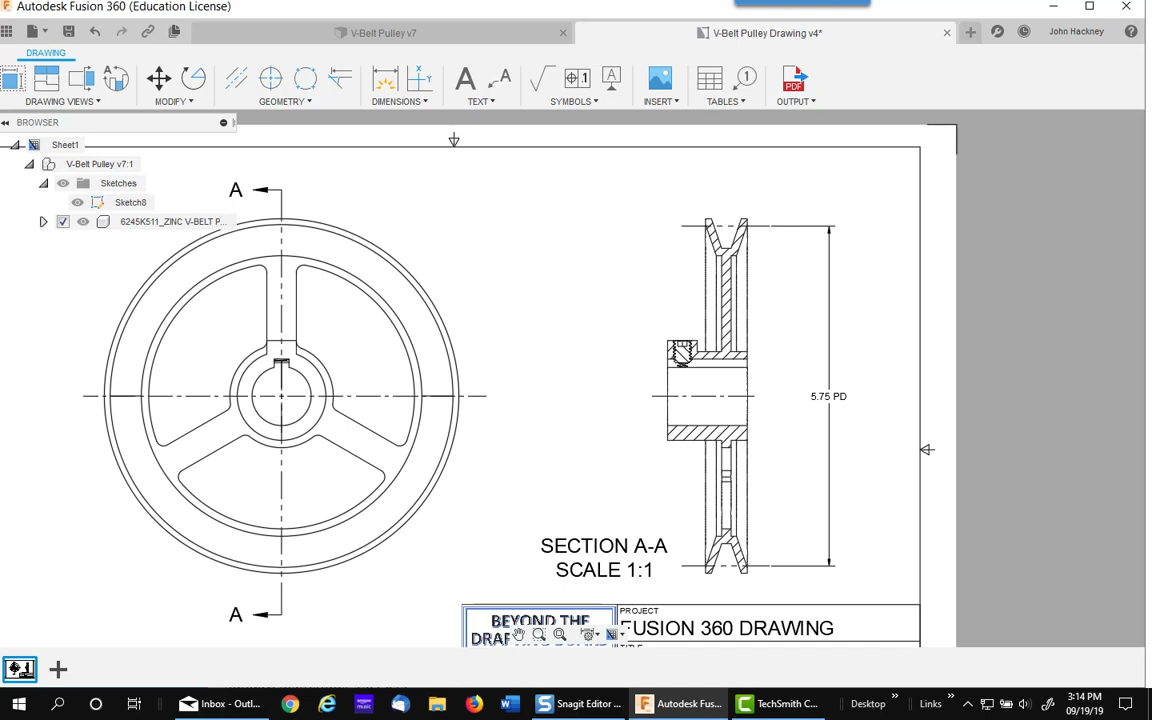 Autodesk Fusion 360 (Education License)
V-Belt Pulley v7
V-Belt Pulley Drawing v4*
John Hackney
DRAWING
DRAWING VIEWS
MODIFY
GEOMETRY
DIMENSIONS
TEXT
SYMBOLS
INSERT
TABLES
OUTPUT
BROWSER
Sheet1
V-Belt Pulley v7:1
Sketches
Sketch8
6245K511_ZINC V-BELT P...
A
A
5.75 PD
SECTION A-A
SCALE 1:1
BEYOND THE
PROJECT
FUSION 360 DRAWING
Inbox - Outl...
Snagit Editor ...
Autodesk Fus...
TechSmith C...
Desktop
Links
3:14 PM
09/19/19